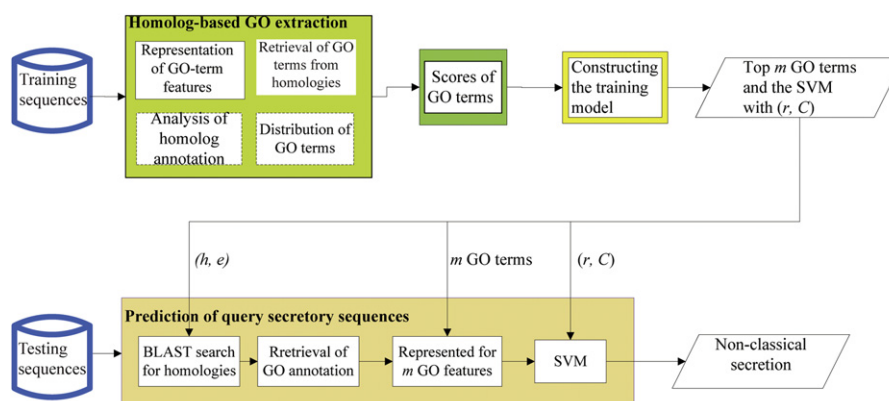 Homolog-based GO extraction
Training
sequences
Representation
of GO-term
features
Retrieval of GO
terms from
homologies
Analysis of
homolog
annotation
Distribution of
GO terms
Scores of
GO terms
Constructing
the training
model
Top m GO terms
and the SVM
with (r, C)
(h, e)
m GO terms
(r, C)
Prediction of query secretory sequences
Testing
sequences
BLAST search
for homologies
Rretrieval of
GO annotation
Represented for
m GO features
SVM
Non-classical
secretion